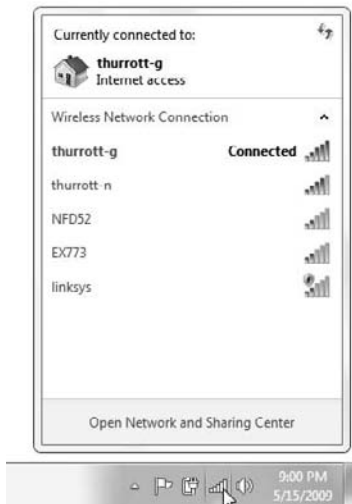 Currently connected to:
thurrott-g
Internet access
Wireless Network Connection
thurrott-g Connected
thurrott-n
NFD52
EX773
linksys
Open Network and Sharing Center
9:00 PM
5/15/2009